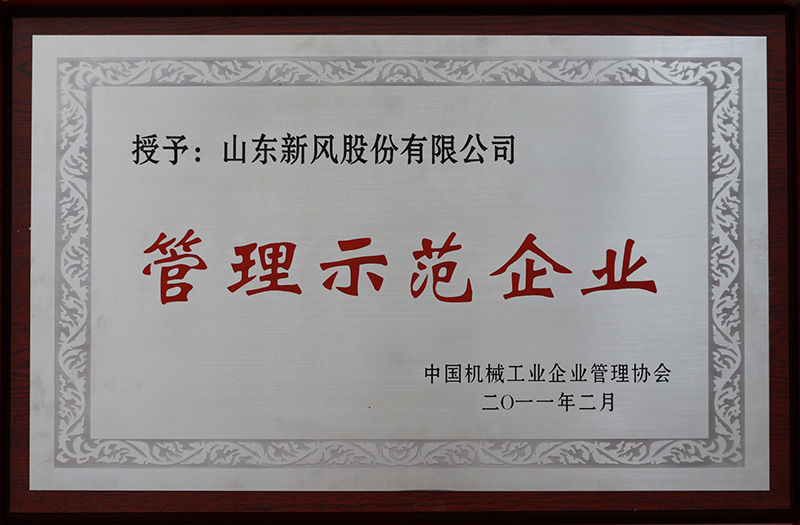 授予：山东新风股份有限公司
管理示范企业
中国机械工业企业管理协会
二〇一一年二月